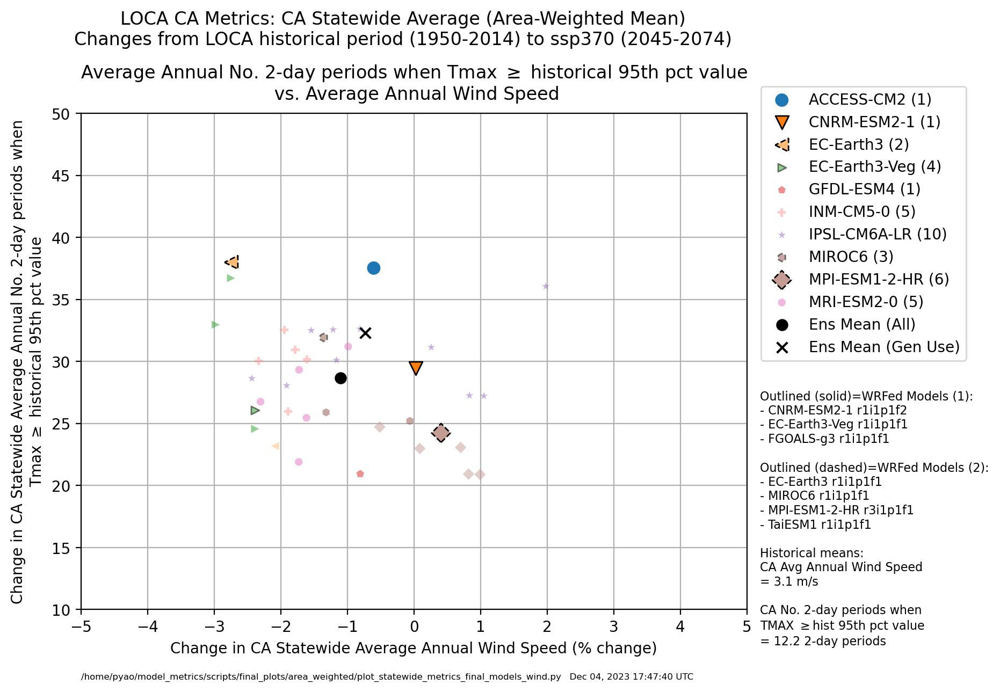 LOCA CA Metrics: CA Statewide Average (Area-Weighted Mean)
Changes from LOCA historical period (1950-2014) to ssp370 (2045-2074)
Average Annual No. 2-day periods when Tmax ≥ historical 95th pct value
vs. Average Annual Wind Speed
Change in CA Statewide Average Annual No. 2-day periods when
Tmax ≥ historical 95th pct value
50
45
40
35
30
25
20
15
10
−5 −4 −3 −2 −1 0 1 2 3 4 5
Change in CA Statewide Average Annual Wind Speed (% change)
ACCESS-CM2 (1)
CNRM-ESM2-1 (1)
EC-Earth3 (2)
EC-Earth3-Veg (4)
GFDL-ESM4 (1)
INM-CM5-0 (5)
IPSL-CM6A-LR (10)
MIROC6 (3)
MPI-ESM1-2-HR (6)
MRI-ESM2-0 (5)
Ens Mean (All)
Ens Mean (Gen Use)
Outlined (solid)=WRFed Models (1):
- CNRM-ESM2-1 r1i1p1f2
- EC-Earth3-Veg r1i1p1f1
- FGOALS-g3 r1i1p1f1
Outlined (dashed)=WRFed Models (2):
- EC-Earth3 r1i1p1f1
- MIROC6 r1i1p1f1
- MPI-ESM1-2-HR r3i1p1f1
- TaiESM1 r1i1p1f1
Historical means:
CA Avg Annual Wind Speed
= 3.1 m/s
CA No. 2-day periods when
TMAX ≥ hist 95th pct value
= 12.2 2-day periods
/home/pyao/model_metrics/scripts/final_plots/area_weighted/plot_statewide_metrics_final_models_wind.py Dec 04, 2023 17:47:40 UTC